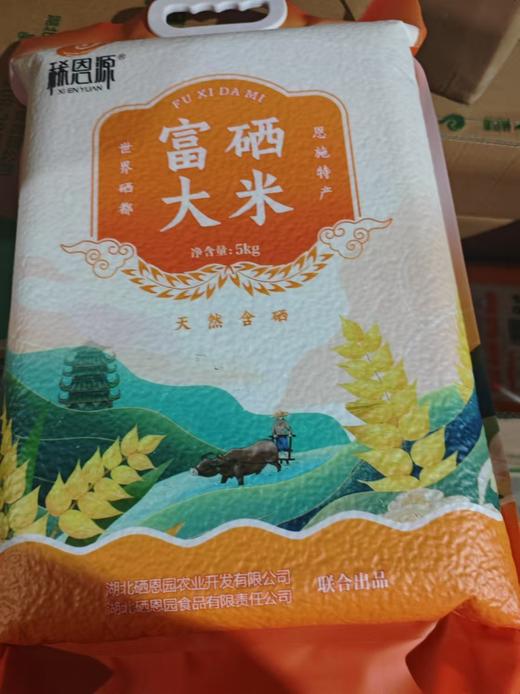 稀恩源®
XI EN YUAN
FU XI DA MI
世界硒都
富硒
大米
恩施特产
净含量:5kg
天然含硒
湖北硒恩园农业开发有限公司
湖北硒恩园食品有限责任公司
联合出品